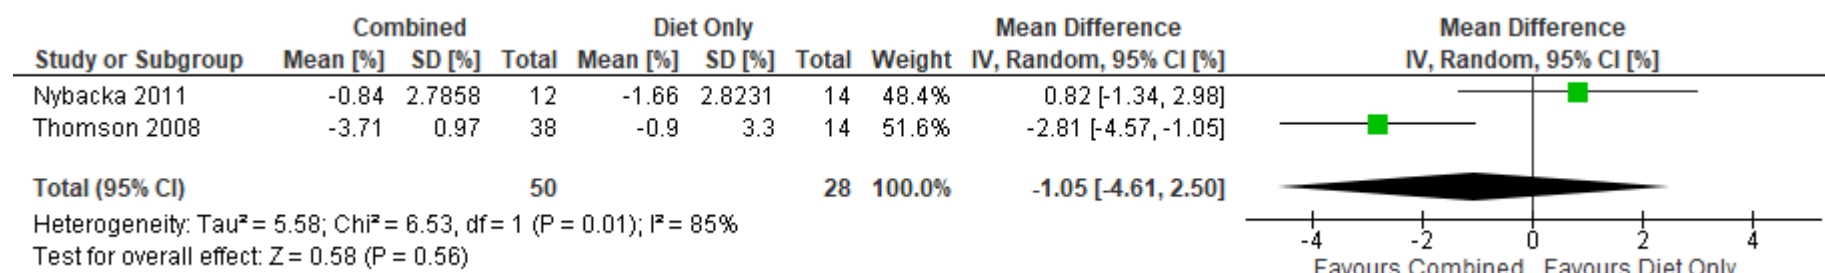 Combined Diet Only Mean Difference Mean Difference
Study or Subgroup Mean [%] SD [%] Total Mean [%] SD [%] Total Weight IV, Random, 95% CI [%] IV, Random, 95% CI [%]
Nybacka 2011 -0.84 2.7858 12 -1.66 2.8231 14 48.4% 0.82 [-1.34, 2.98]
Thomson 2008 -3.71 0.97 38 -0.9 3.3 14 51.6% -2.81 [-4.57, -1.05]
Total (95% CI) 50 28 100.0% -1.05 [-4.61, 2.50]
Heterogeneity: Tau² = 5.58; Chi² = 6.53, df = 1 (P = 0.01); I² = 85%
Test for overall effect: Z = 0.58 (P = 0.56)
-4 -2 0 2 4
Favours Combined Favours Diet Only